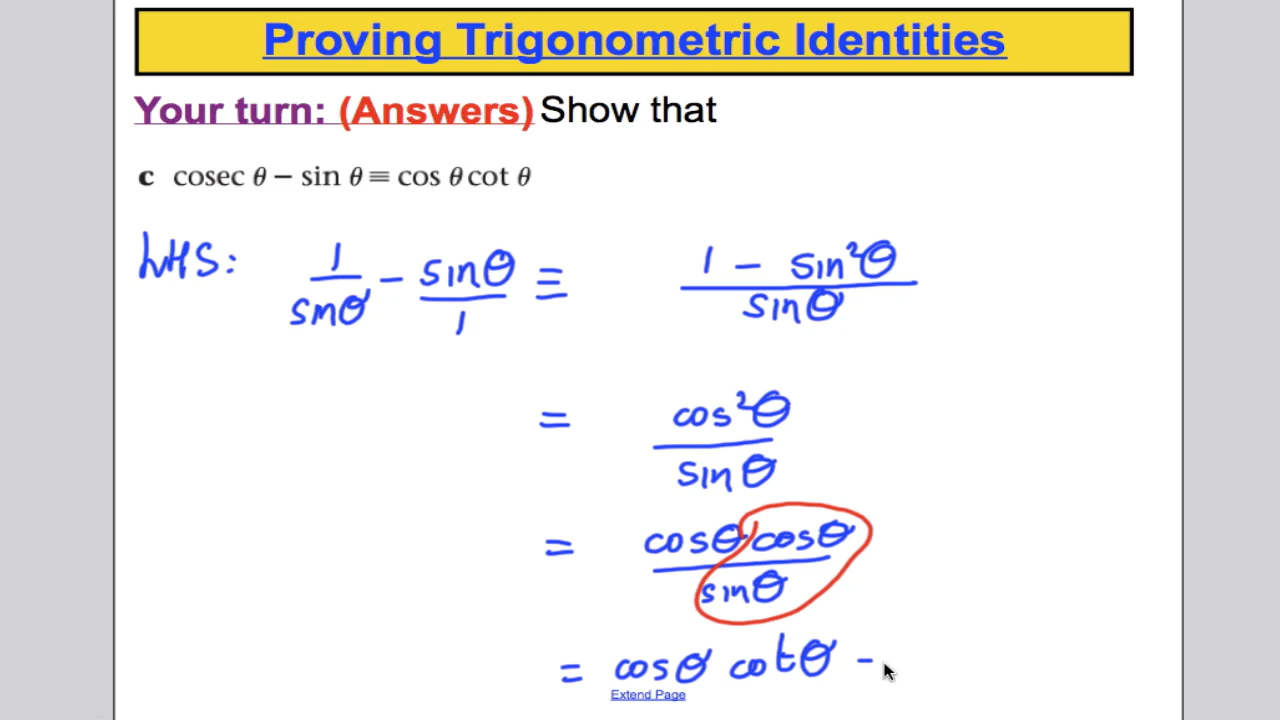 Proving Trigonometric Identities
Your turn: (Answers) Show that
c cosec θ − sin θ ≡ cos θ cot θ
LHS: 1/sinθ − sinθ/1 ≡ 1 − sin²θ/sinθ
= cos²θ/sinθ
= cosθ cosθ/sinθ
= cosθ cotθ −
Extend Page